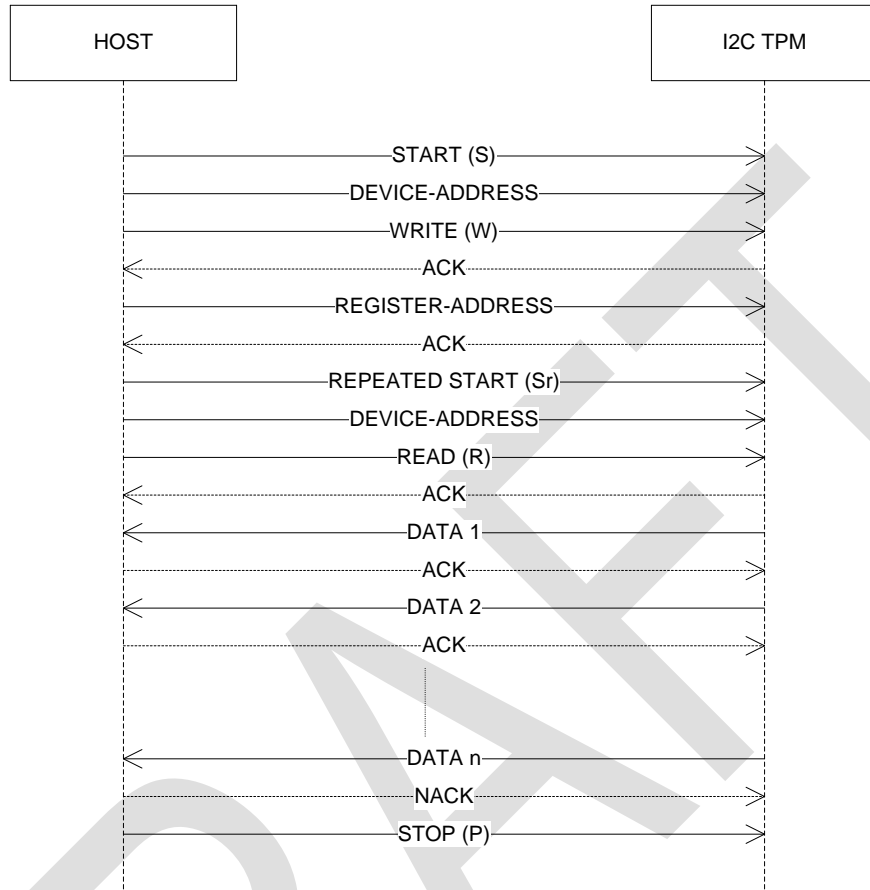 HOST
I2C TPM
START (S)
DEVICE-ADDRESS
WRITE (W)
ACK
REGISTER-ADDRESS
ACK
REPEATED START (Sr)
DEVICE-ADDRESS
READ (R)
ACK
DATA 1
ACK
DATA 2
ACK
DATA n
NACK
STOP (P)
DRAFT